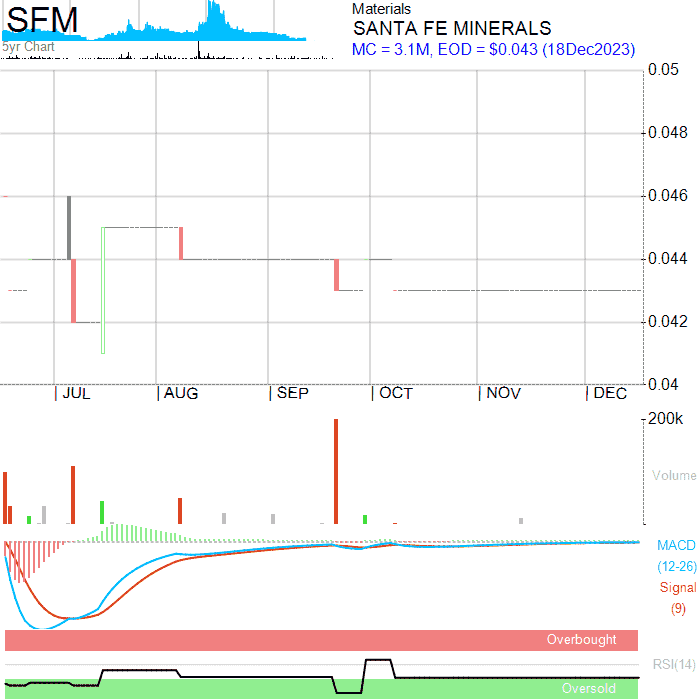 SFM
5yr Chart
Materials
SANTA FE MINERALS
MC = 3.1M, EOD = $0.043 (18Dec2023)
0.05
0.048
0.046
0.044
0.042
0.04
JUL AUG SEP OCT NOV DEC
200k
Volume
MACD
(12-26)
Signal
(9)
Overbought
RSI(14)
Oversold